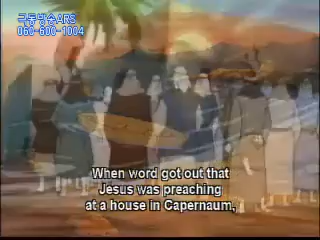 극동방송ARS
060-600-1004
When word got out that
Jesus was preaching
at a house in Capernaum,